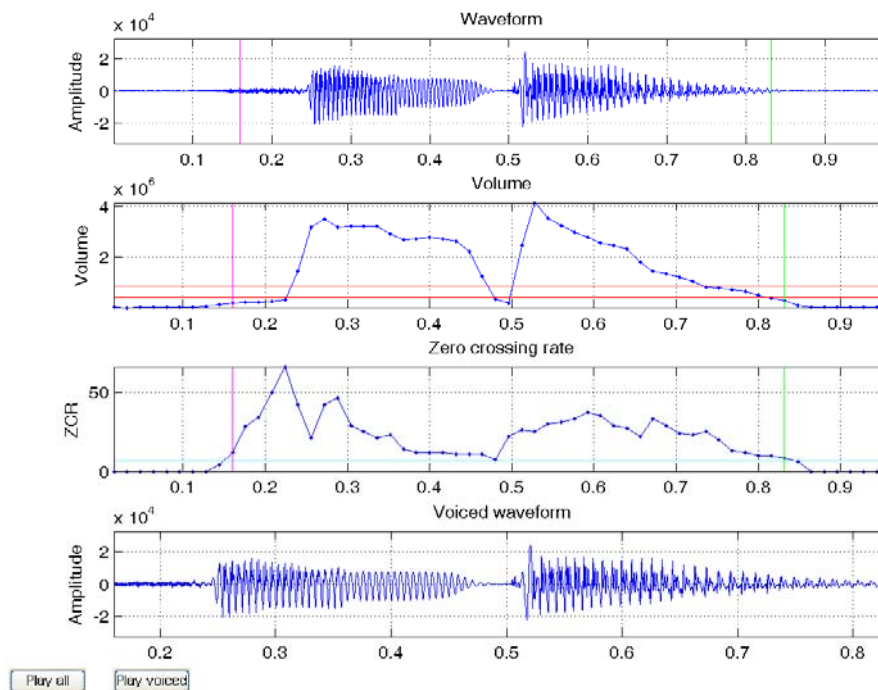 Waveform
x 10^4
Amplitude
2
0
-2
0.1 0.2 0.3 0.4 0.5 0.6 0.7 0.8 0.9
Volume
x 10^6
Volume
4
2
0.1 0.2 0.3 0.4 0.5 0.6 0.7 0.8 0.9
Zero crossing rate
ZCR
50
0
0.1 0.2 0.3 0.4 0.5 0.6 0.7 0.8 0.9
Voiced waveform
x 10^4
Amplitude
2
0
-2
0.2 0.3 0.4 0.5 0.6 0.7 0.8
Play all Play voiced